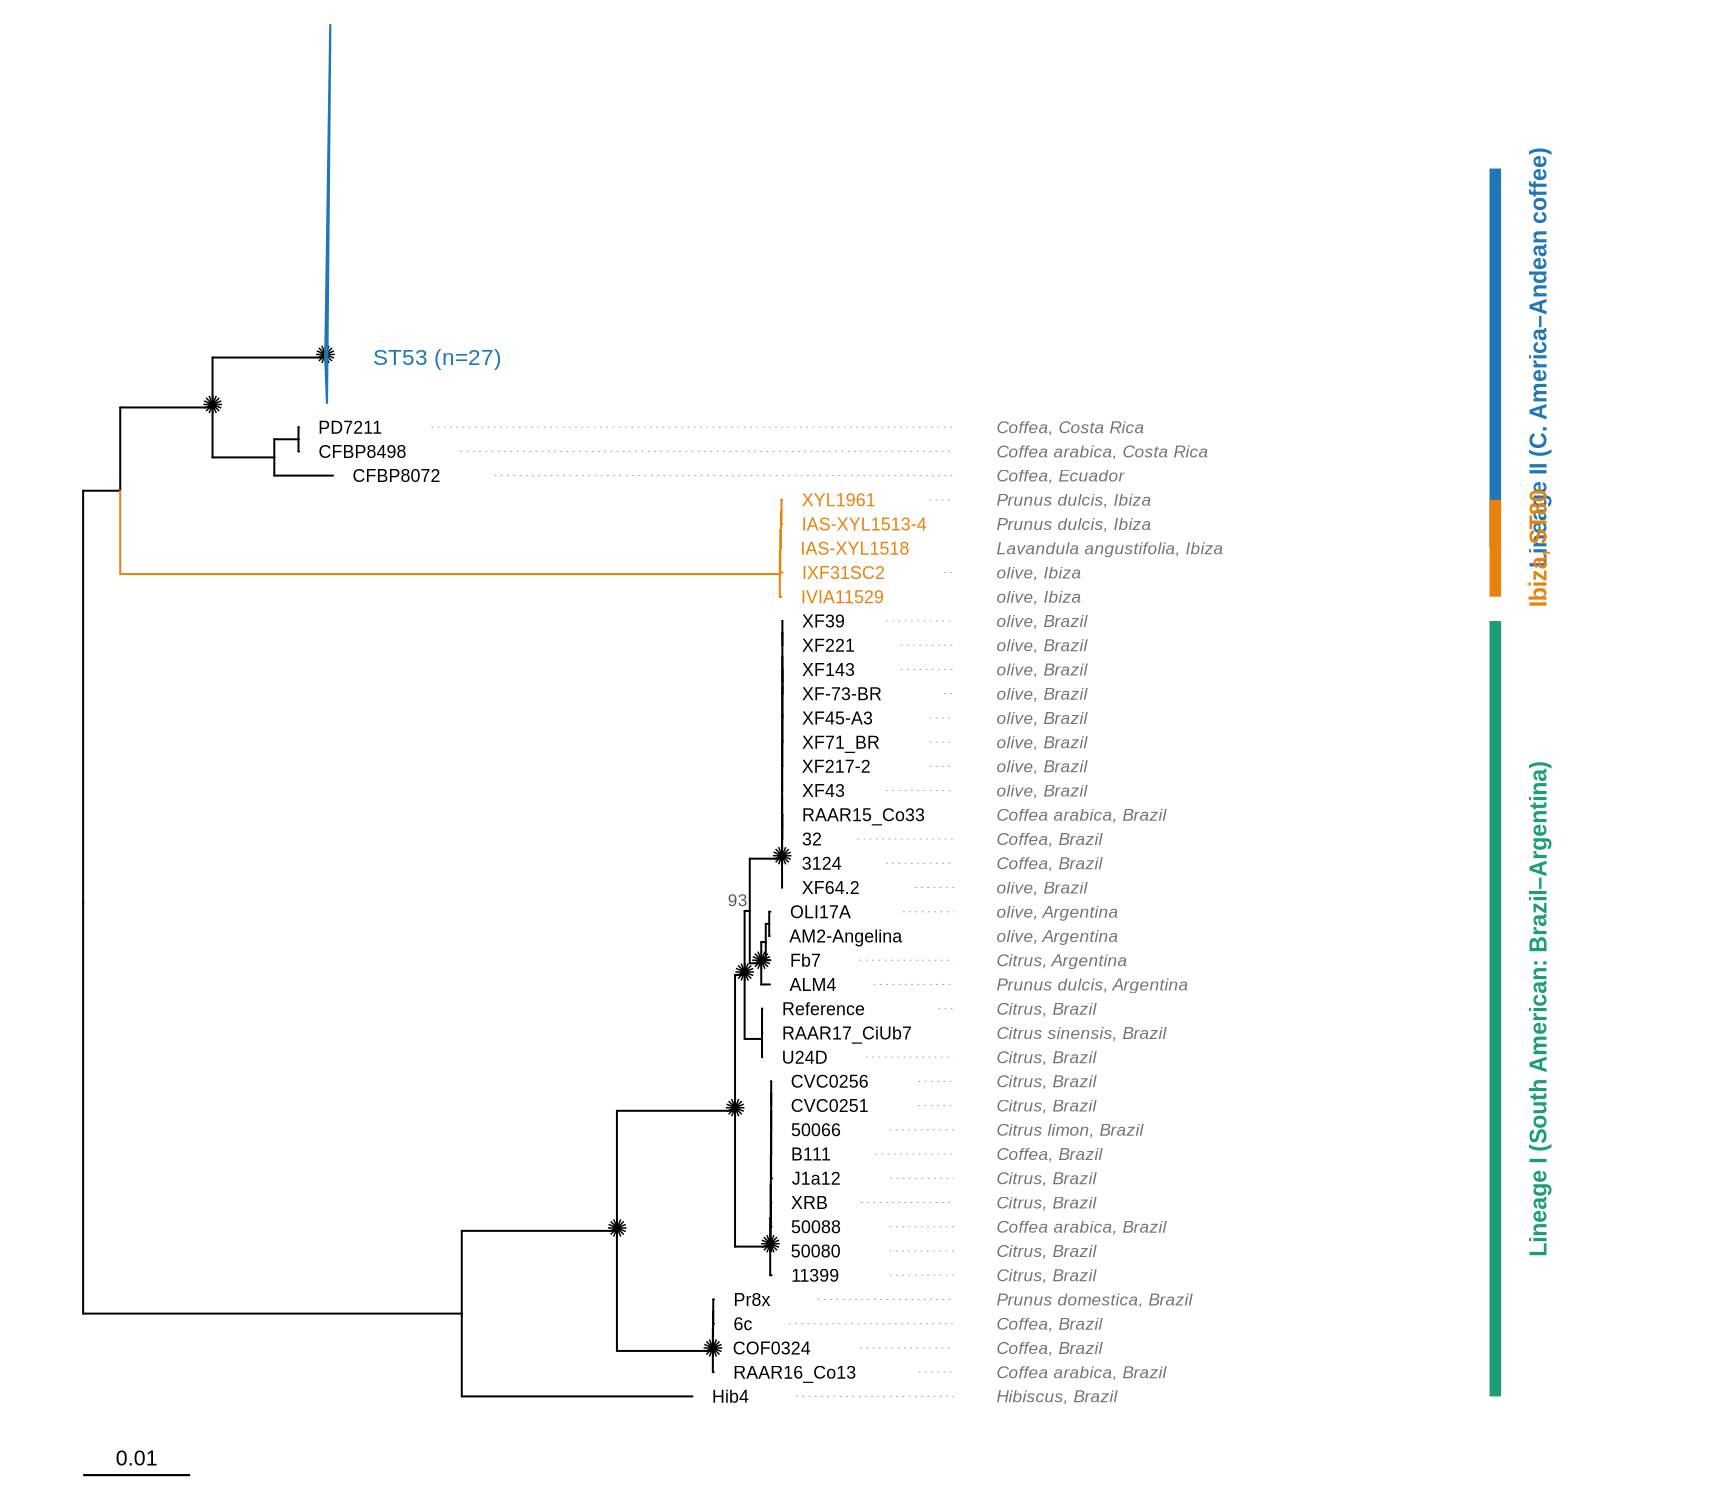 ST53 (n=27)
PD7211 Coffea, Costa Rica
CFBP8498 Coffea arabica, Costa Rica
CFBP8072 Coffea, Ecuador
XYL1961 Prunus dulcis, Ibiza
IAS-XYL1513-4 Prunus dulcis, Ibiza
IAS-XYL1518 Lavandula angustifolia, Ibiza
IXF31SC2 olive, Ibiza
IVIA11529 olive, Ibiza
XF39 olive, Brazil
XF221 olive, Brazil
XF143 olive, Brazil
XF-73-BR olive, Brazil
XF45-A3 olive, Brazil
XF71_BR olive, Brazil
XF217-2 olive, Brazil
XF43 olive, Brazil
RAAR15_Co33 Coffea arabica, Brazil
32 Coffea, Brazil
3124 Coffea, Brazil
XF64.2 olive, Brazil
93
OLI17A olive, Argentina
AM2-Angelina olive, Argentina
Fb7 Citrus, Argentina
ALM4 Prunus dulcis, Argentina
Reference Citrus, Brazil
RAAR17_CiUb7 Citrus sinensis, Brazil
U24D Citrus, Brazil
CVC0256 Citrus, Brazil
CVC0251 Citrus, Brazil
50066 Citrus limon, Brazil
B111 Coffea, Brazil
J1a12 Citrus, Brazil
XRB Citrus, Brazil
50088 Coffea arabica, Brazil
50080 Citrus, Brazil
11399 Citrus, Brazil
Pr8x Prunus domestica, Brazil
6c Coffea, Brazil
COF0324 Coffea, Brazil
RAAR16_Co13 Coffea arabica, Brazil
Hib4 Hibiscus, Brazil
0.01
Lineage II (C. America–Andean coffee)
Ibiza, ST80
Lineage I (South American: Brazil–Argentina)